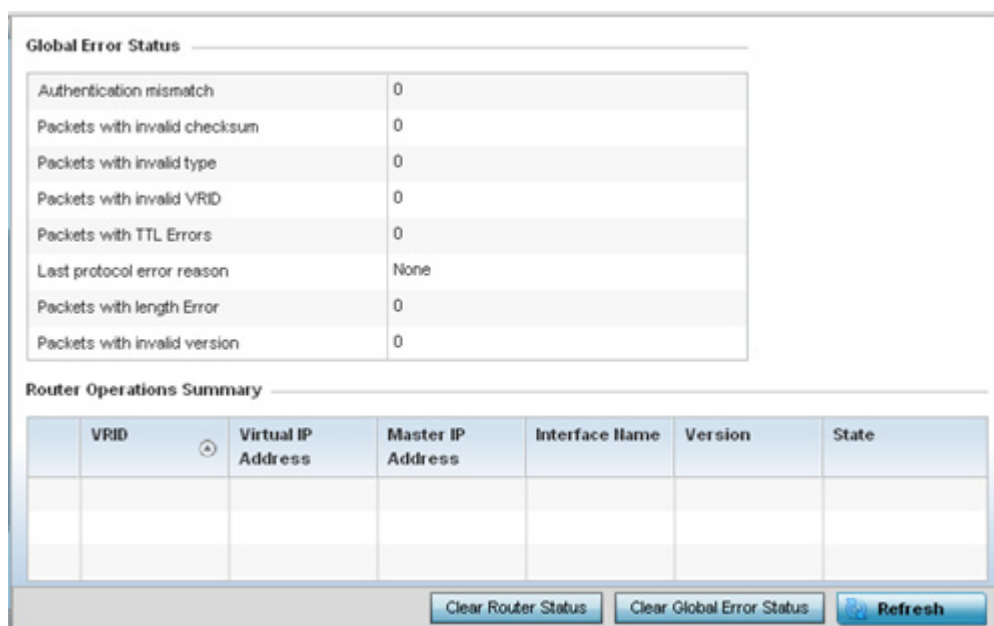 Global Error Status
Authentication mismatch 0
Packets with invalid checksum 0
Packets with invalid type 0
Packets with invalid VRID 0
Packets with TTL Errors 0
Last protocol error reason None
Packets with length Error 0
Packets with invalid version 0
Router Operations Summary
VRID Virtual IP Address Master IP Address Interface Name Version State
Clear Router Status Clear Global Error Status Refresh